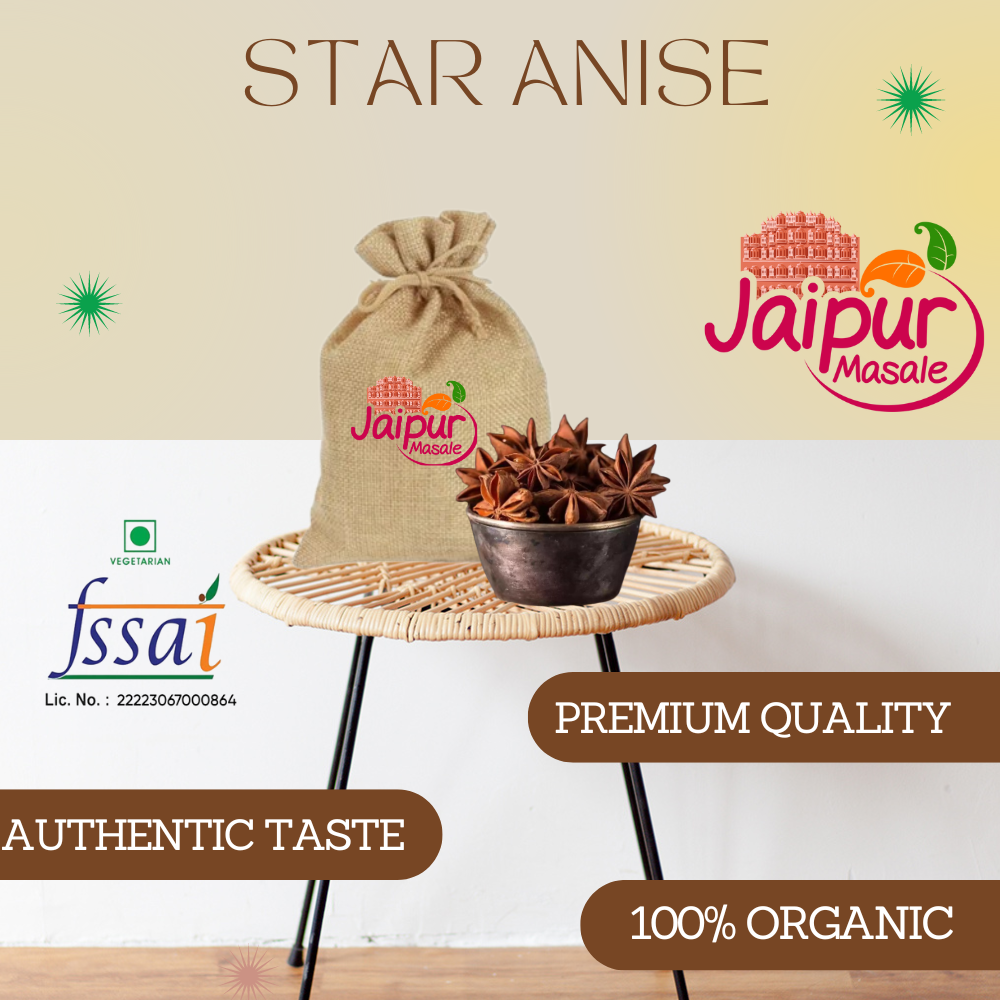 STAR ANISE
Jaipur
Masale
Jaipur
Masale
VEGETARIAN
fssai
Lic. No. : 22223067000864
PREMIUM QUALITY
AUTHENTIC TASTE
100% ORGANIC